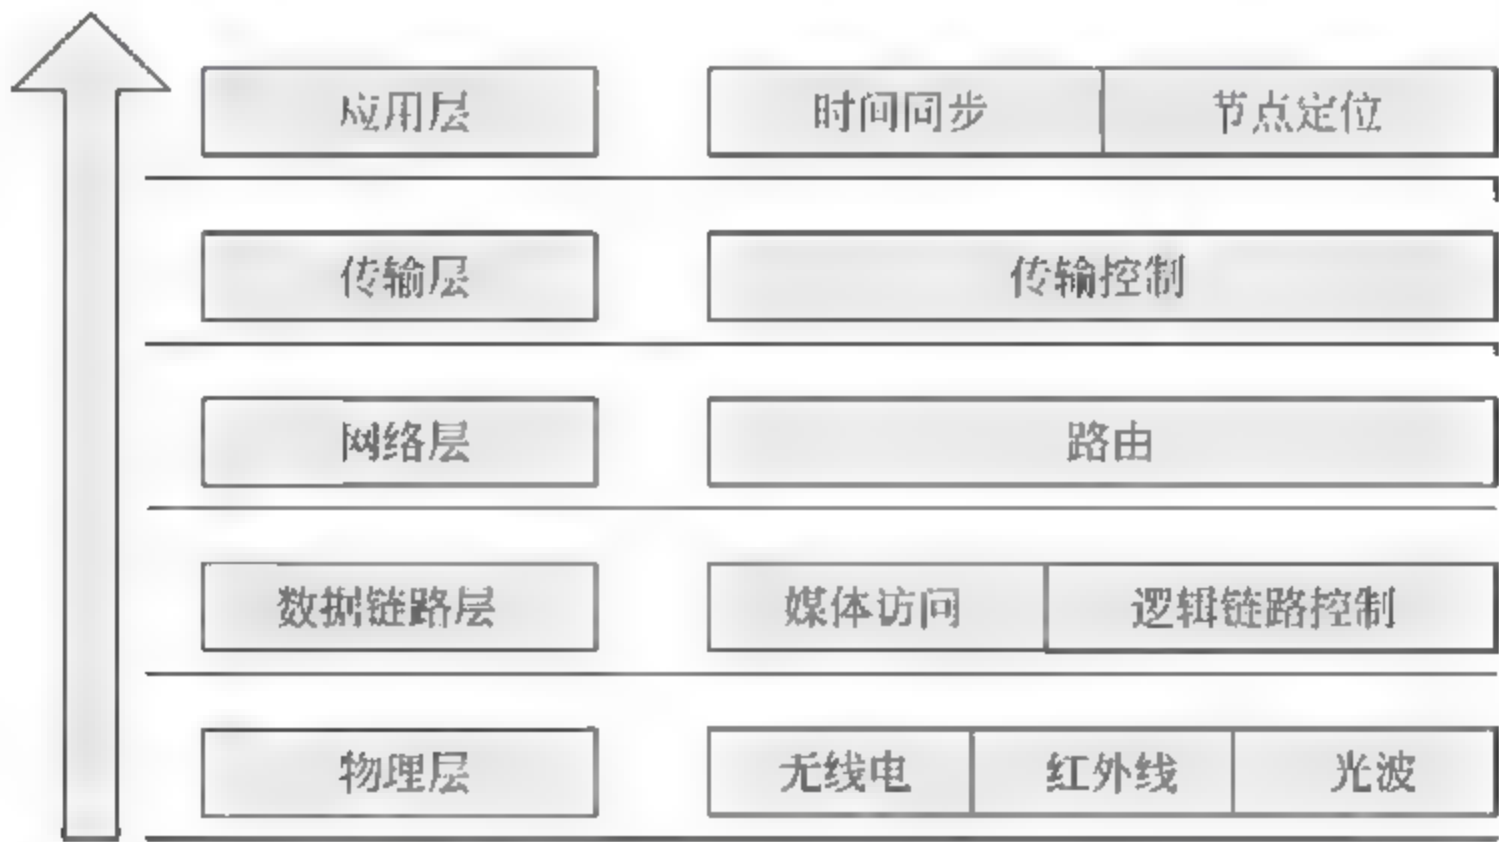 应用层 时间同步 节点定位
传输层 传输控制
网络层 路由
数据链路层 媒体访问 逻辑链路控制
物理层 无线电 红外线 光波